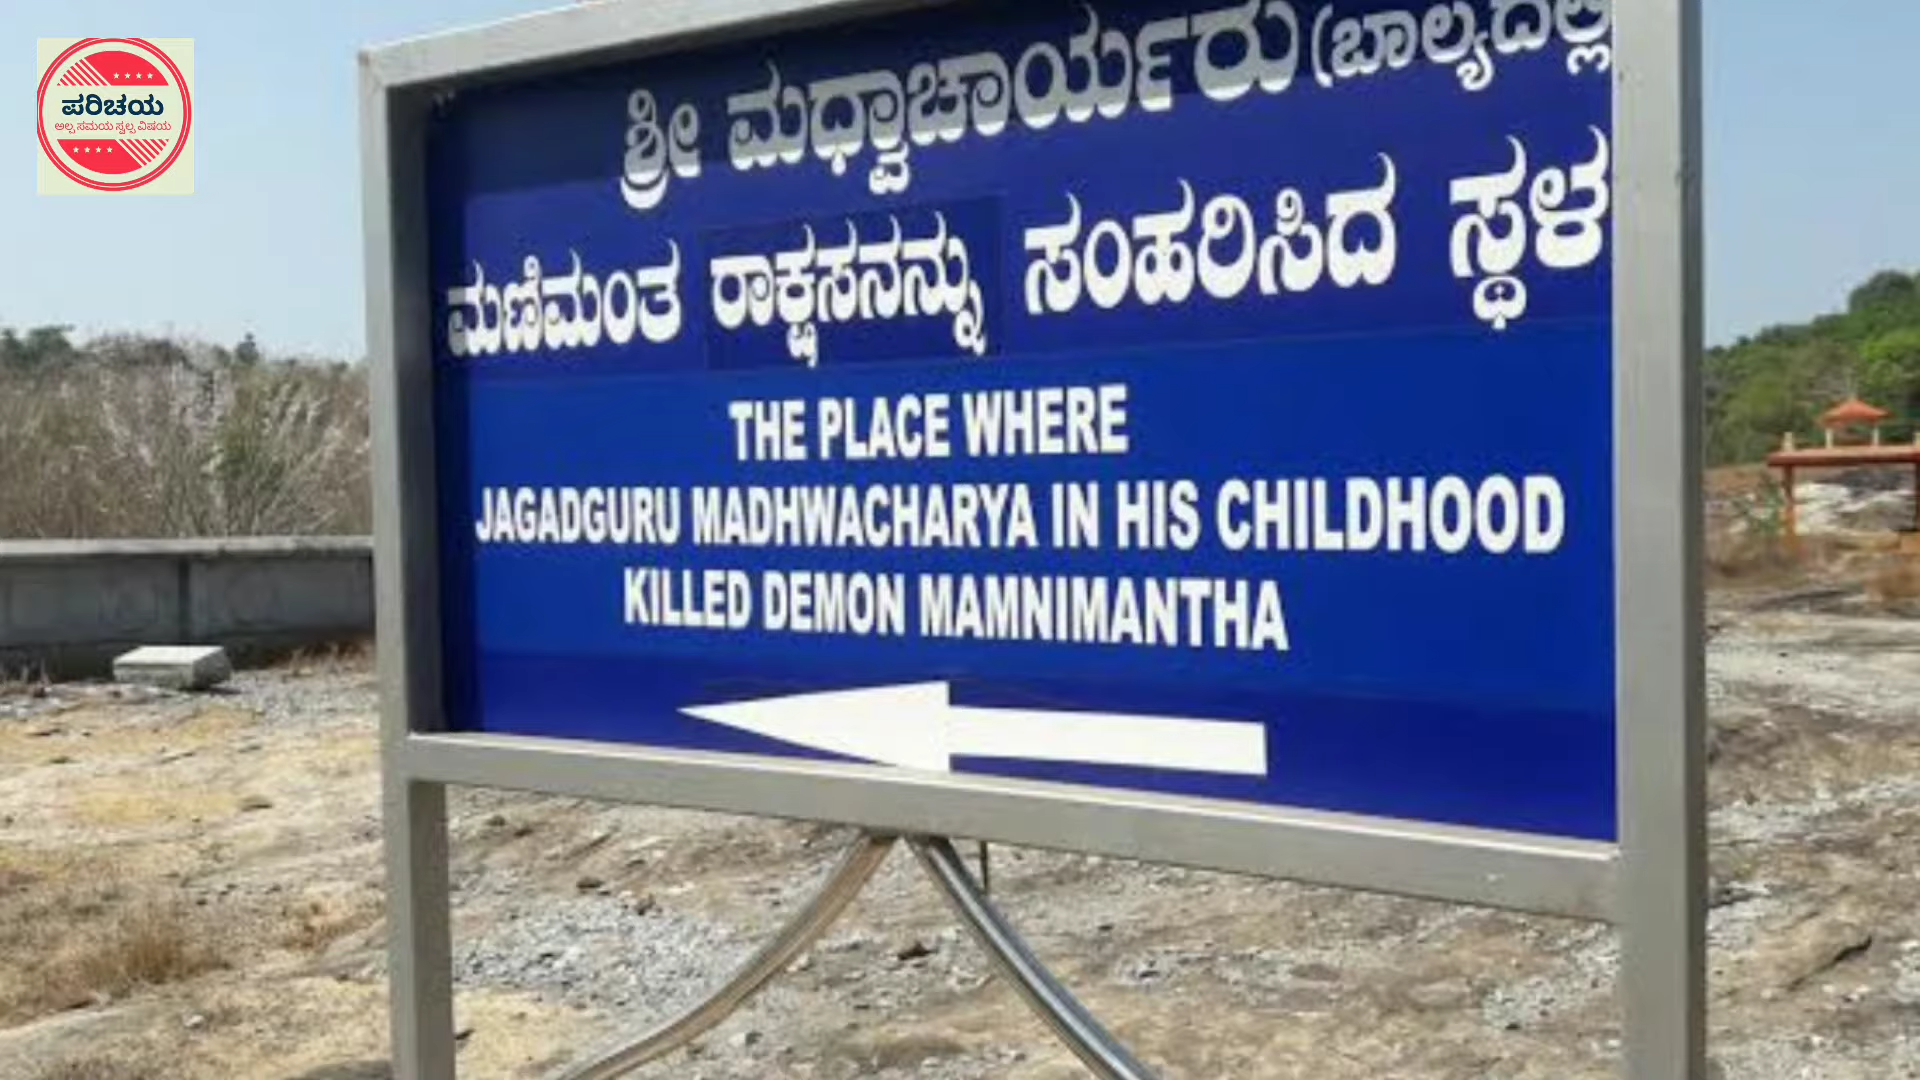 ಪರಿಚಯ
ಅಲ್ಪ ಸಮಯ ಸ್ವಲ್ಪ ವಿಷಯ
ಶ್ರೀ ಮಧ್ವಾಚಾರ್ಯರು (ಬಾಲ್ಯದಲ್ಲಿ
ಮಣಿಮಂತ ರಾಕ್ಷಸನನ್ನು ಸಂಹರಿಸಿದ ಸ್ಥಳ
THE PLACE WHERE
JAGADGURU MADHWACHARYA IN HIS CHILDHOOD
KILLED DEMON MAMNIMANTHA